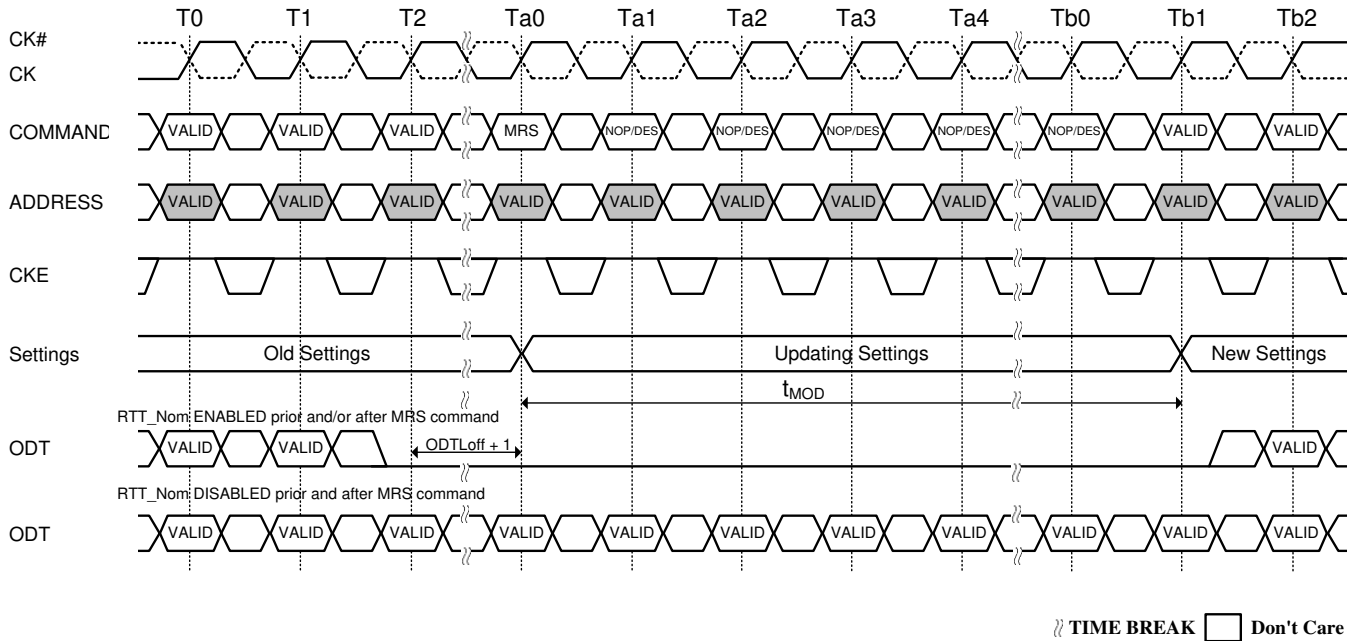 T0 T1 T2 Ta0 Ta1 Ta2 Ta3 Ta4 Tb0 Tb1 Tb2
CK#
CK
COMMAND VALID VALID VALID MRS NOP/DES NOP/DES NOP/DES NOP/DES NOP/DES VALID VALID
ADDRESS VALID VALID VALID VALID VALID VALID VALID VALID VALID VALID VALID
CKE
Settings Old Settings Updating Settings New Settings
tMOD
RTT_Nom ENABLED prior and/or after MRS command
ODT VALID VALID ODTLoff + 1 VALID
RTT_Nom DISABLED prior and after MRS command
ODT VALID VALID VALID VALID VALID VALID VALID VALID VALID VALID VALID
TIME BREAK Don't Care